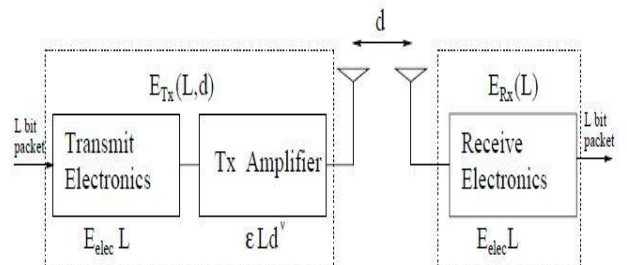 d
E_Tx(L,d)
E_Rx(L)
L bit
packet
Transmit
Electronics
Tx Amplifier
Receive
Electronics
L bit
packet
E_elec L
εLd^v
E_elec L